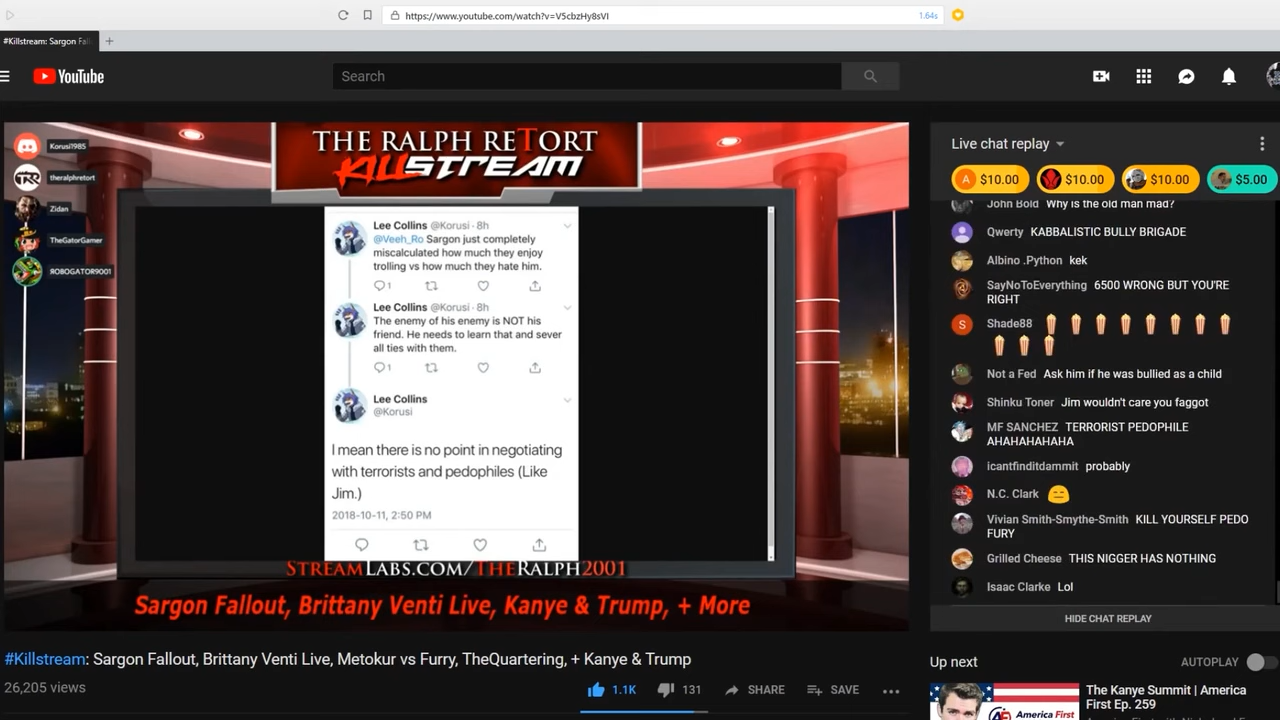 https://www.youtube.com/watch?v=V5cbzHy8sVI
1.64s
#Killstream: Sargon Fal
YouTube
Search
THE RALPH RETORT
KILLSTREAM
Korusi1985
theralphretort
Zidan
TheGatorGamer
ROBOGATOR9001
Lee Collins @Korusi · 8h
@Veeh_Ro Sargon just completely
miscalculated how much they enjoy
trolling vs how much they hate him.
1
Lee Collins @Korusi · 8h
The enemy of his enemy is NOT his
friend. He needs to learn that and sever
all ties with them.
1
Lee Collins
@Korusi
I mean there is no point in negotiating
with terrorists and pedophiles (Like
Jim.)
2018-10-11, 2:50 PM
STREAMLABS.COM/THERALPH2001
Sargon Fallout, Brittany Venti Live, Kanye & Trump, + More
#Killstream: Sargon Fallout, Brittany Venti Live, Metokur vs Furry, TheQuartering, + Kanye & Trump
26,205 views
1.1K
131
SHARE
SAVE
Live chat replay
A $10.00
$10.00
$10.00
$5.00
John Bold Why is the old man mad?
Qwerty KABBALISTIC BULLY BRIGADE
Albino .Python kek
SayNoToEverything 6500 WRONG BUT YOU'RE
RIGHT
S Shade88
Not a Fed Ask him if he was bullied as a child
Shinku Toner Jim wouldn't care you faggot
MF SANCHEZ TERRORIST PEDOPHILE
AHAHAHAHAHA
icantfinditdammit probably
N.C. Clark
Vivian Smith-Smythe-Smith KILL YOURSELF PEDO
FURY
Grilled Cheese THIS NIGGER HAS NOTHING
Isaac Clarke Lol
HIDE CHAT REPLAY
Up next
AUTOPLAY
The Kanye Summit | America
First Ep. 259
America First